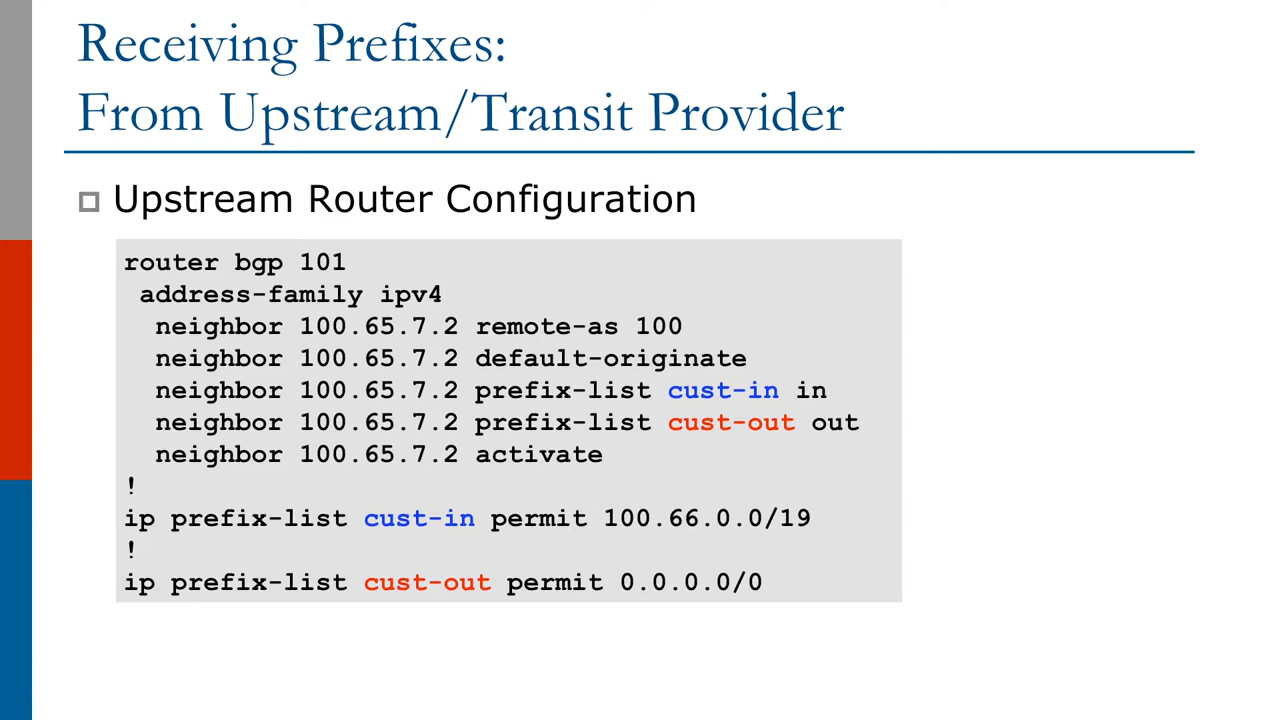 Receiving Prefixes:
From Upstream/Transit Provider
Upstream Router Configuration
router bgp 101
 address-family ipv4
  neighbor 100.65.7.2 remote-as 100
  neighbor 100.65.7.2 default-originate
  neighbor 100.65.7.2 prefix-list cust-in in
  neighbor 100.65.7.2 prefix-list cust-out out
  neighbor 100.65.7.2 activate
!
ip prefix-list cust-in permit 100.66.0.0/19
!
ip prefix-list cust-out permit 0.0.0.0/0